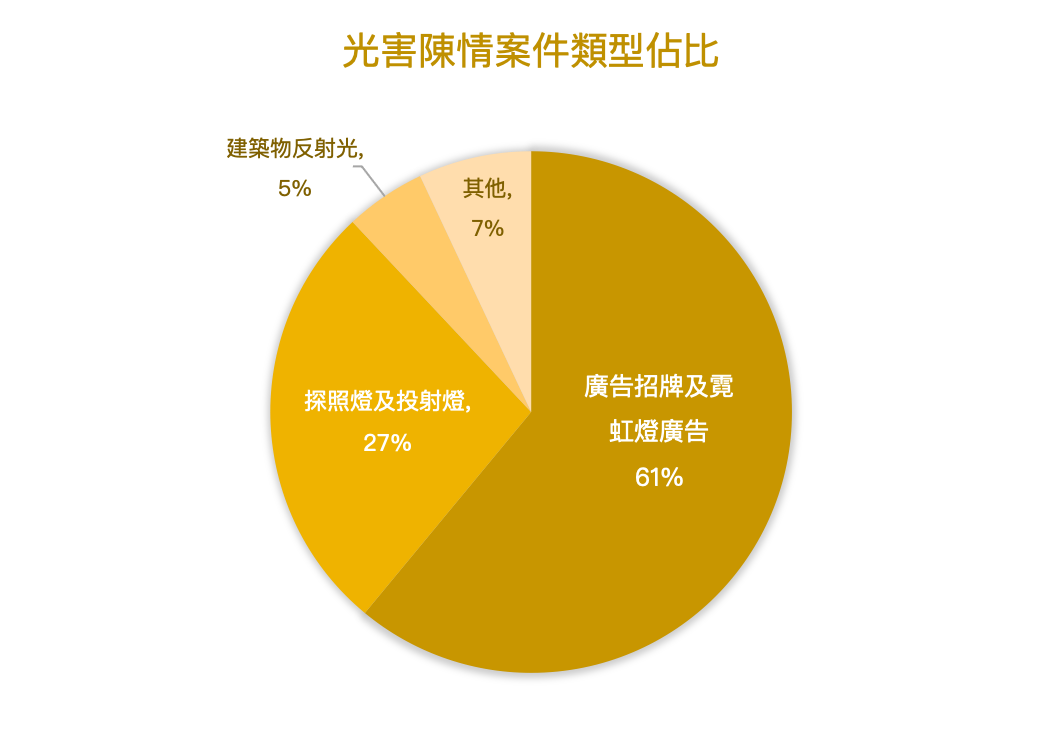 光害陳情案件類型佔比
建築物反射光,
5%
其他,
7%
廣告招牌及霓
虹燈廣告
61%
探照燈及投射燈,
27%